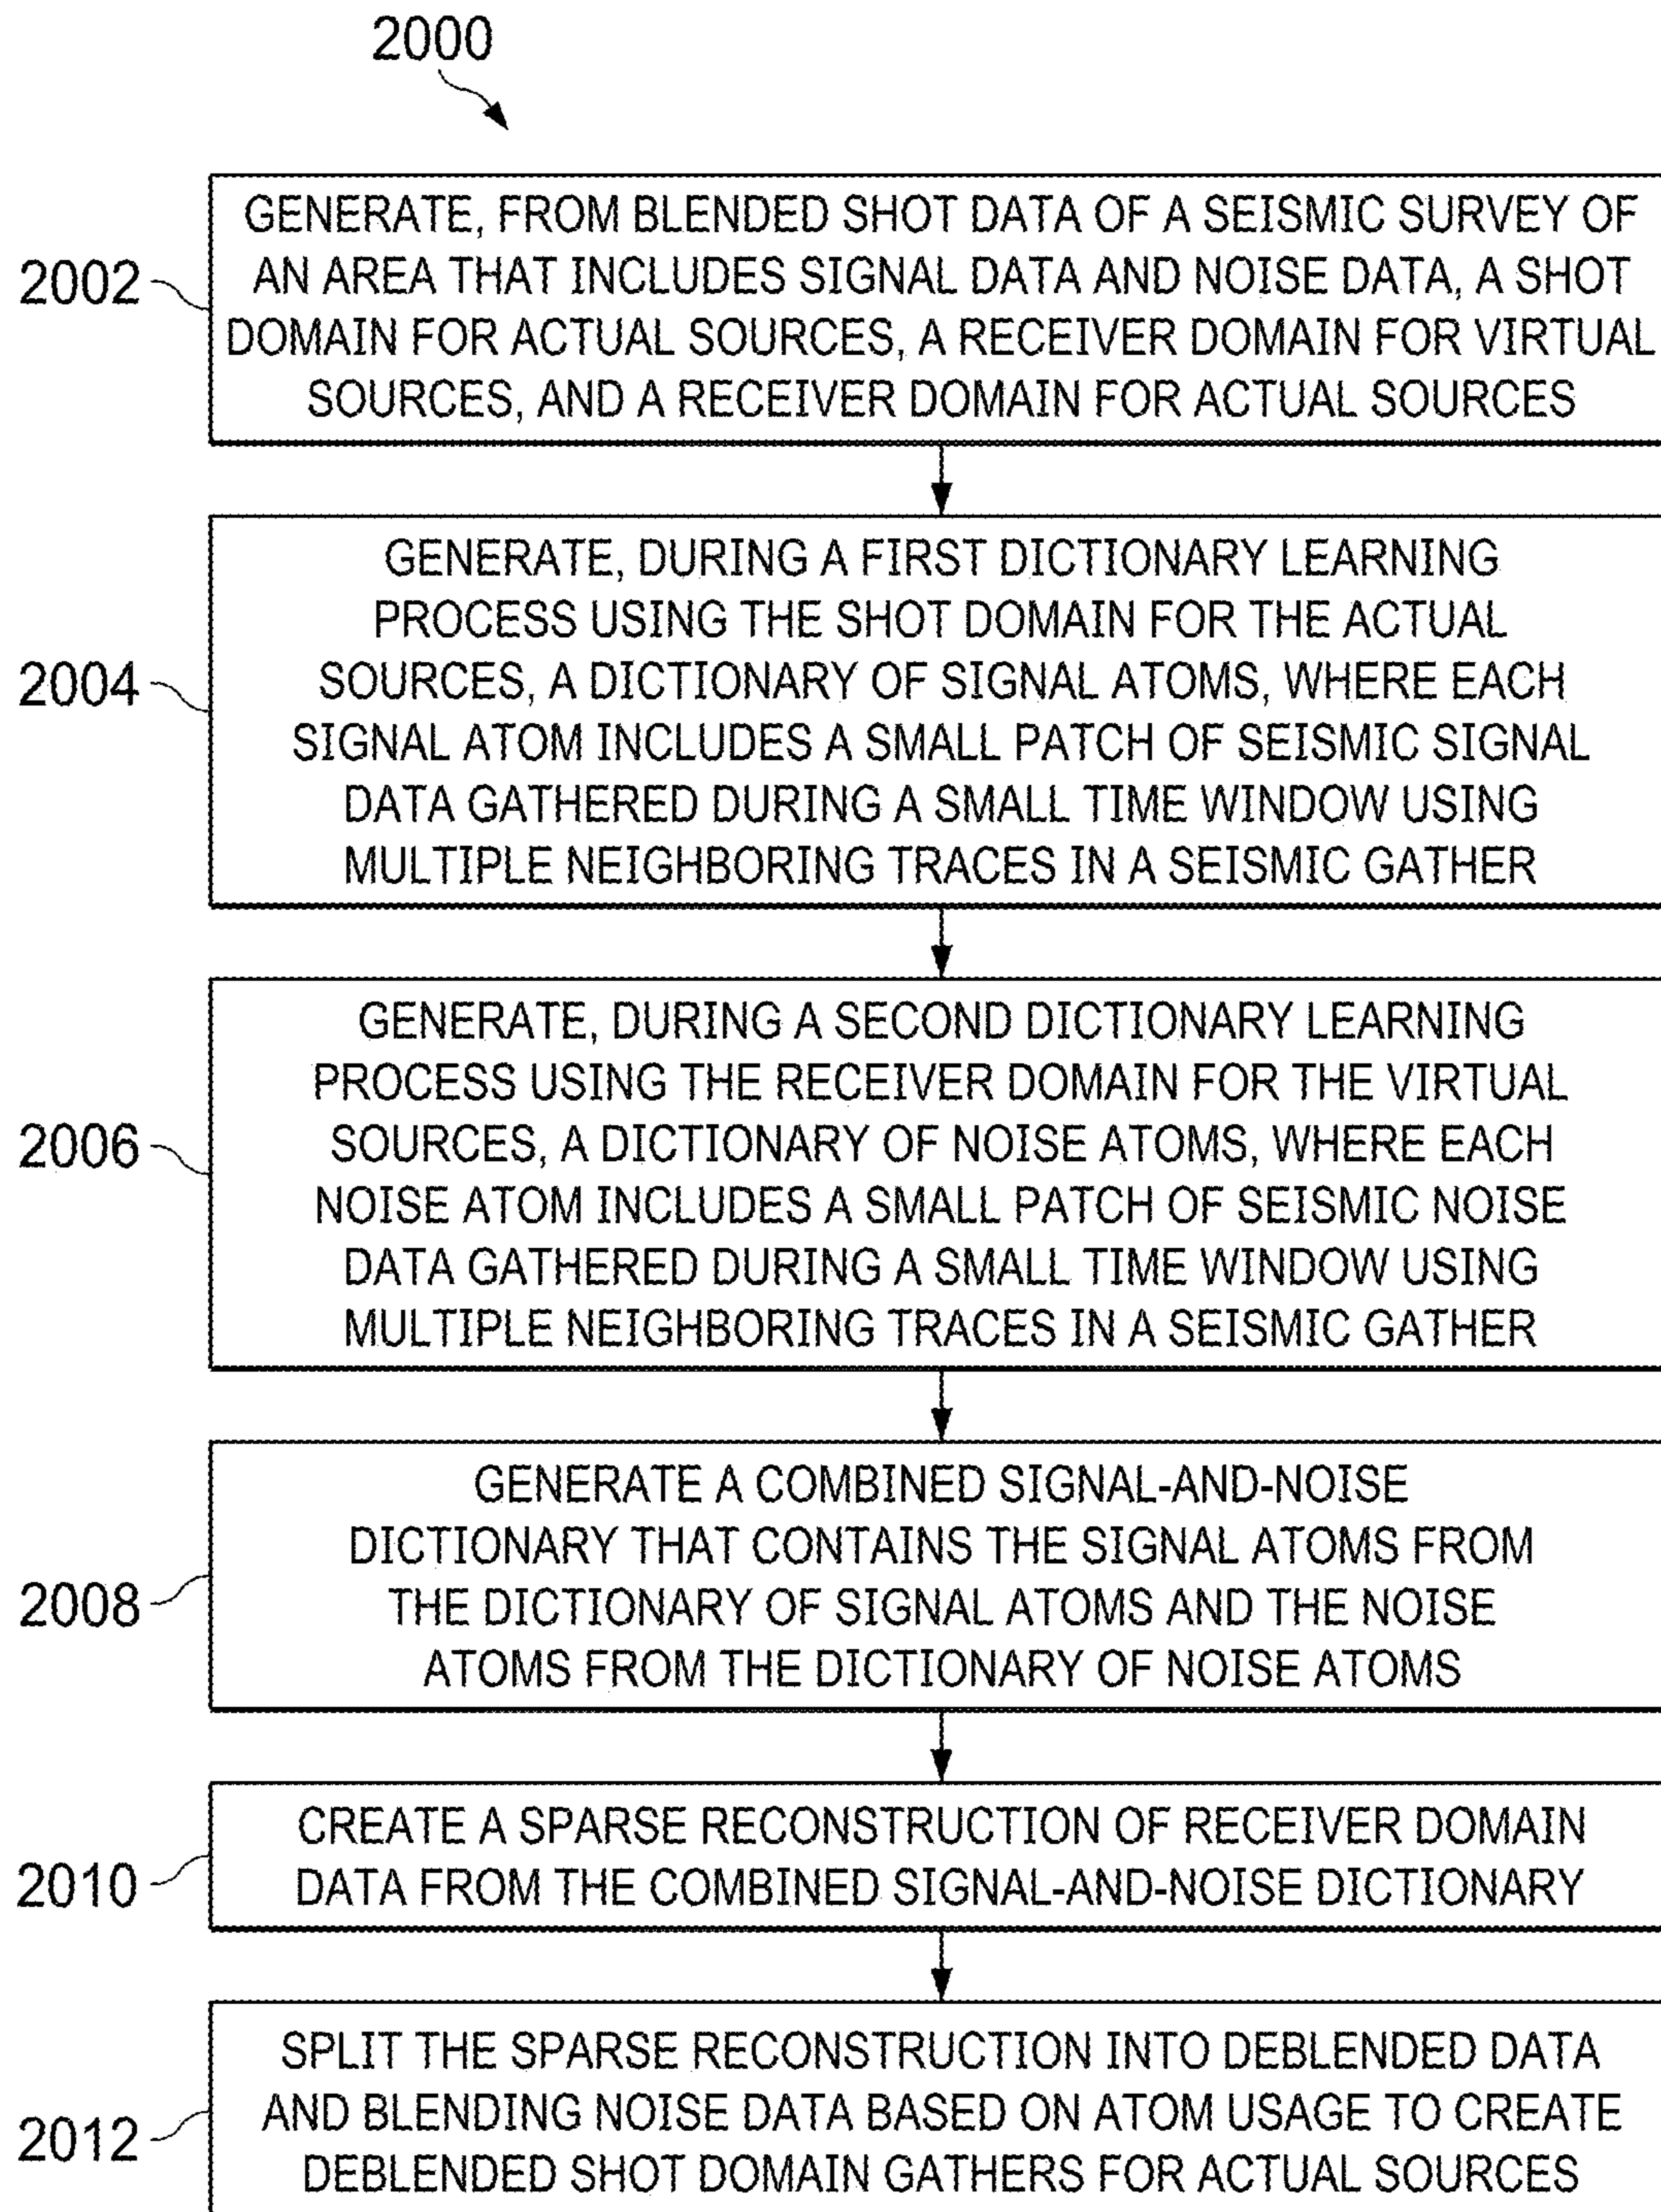 2000
2002
GENERATE, FROM BLENDED SHOT DATA OF A SEISMIC SURVEY OF
AN AREA THAT INCLUDES SIGNAL DATA AND NOISE DATA, A SHOT
DOMAIN FOR ACTUAL SOURCES, A RECEIVER DOMAIN FOR VIRTUAL
SOURCES, AND A RECEIVER DOMAIN FOR ACTUAL SOURCES
2004
GENERATE, DURING A FIRST DICTIONARY LEARNING
PROCESS USING THE SHOT DOMAIN FOR THE ACTUAL
SOURCES, A DICTIONARY OF SIGNAL ATOMS, WHERE EACH
SIGNAL ATOM INCLUDES A SMALL PATCH OF SEISMIC SIGNAL
DATA GATHERED DURING A SMALL TIME WINDOW USING
MULTIPLE NEIGHBORING TRACES IN A SEISMIC GATHER
2006
GENERATE, DURING A SECOND DICTIONARY LEARNING
PROCESS USING THE RECEIVER DOMAIN FOR THE VIRTUAL
SOURCES, A DICTIONARY OF NOISE ATOMS, WHERE EACH
NOISE ATOM INCLUDES A SMALL PATCH OF SEISMIC NOISE
DATA GATHERED DURING A SMALL TIME WINDOW USING
MULTIPLE NEIGHBORING TRACES IN A SEISMIC GATHER
2008
GENERATE A COMBINED SIGNAL-AND-NOISE
DICTIONARY THAT CONTAINS THE SIGNAL ATOMS FROM
THE DICTIONARY OF SIGNAL ATOMS AND THE NOISE
ATOMS FROM THE DICTIONARY OF NOISE ATOMS
2010
CREATE A SPARSE RECONSTRUCTION OF RECEIVER DOMAIN
DATA FROM THE COMBINED SIGNAL-AND-NOISE DICTIONARY
2012
SPLIT THE SPARSE RECONSTRUCTION INTO DEBLENDED DATA
AND BLENDING NOISE DATA BASED ON ATOM USAGE TO CREATE
DEBLENDED SHOT DOMAIN GATHERS FOR ACTUAL SOURCES